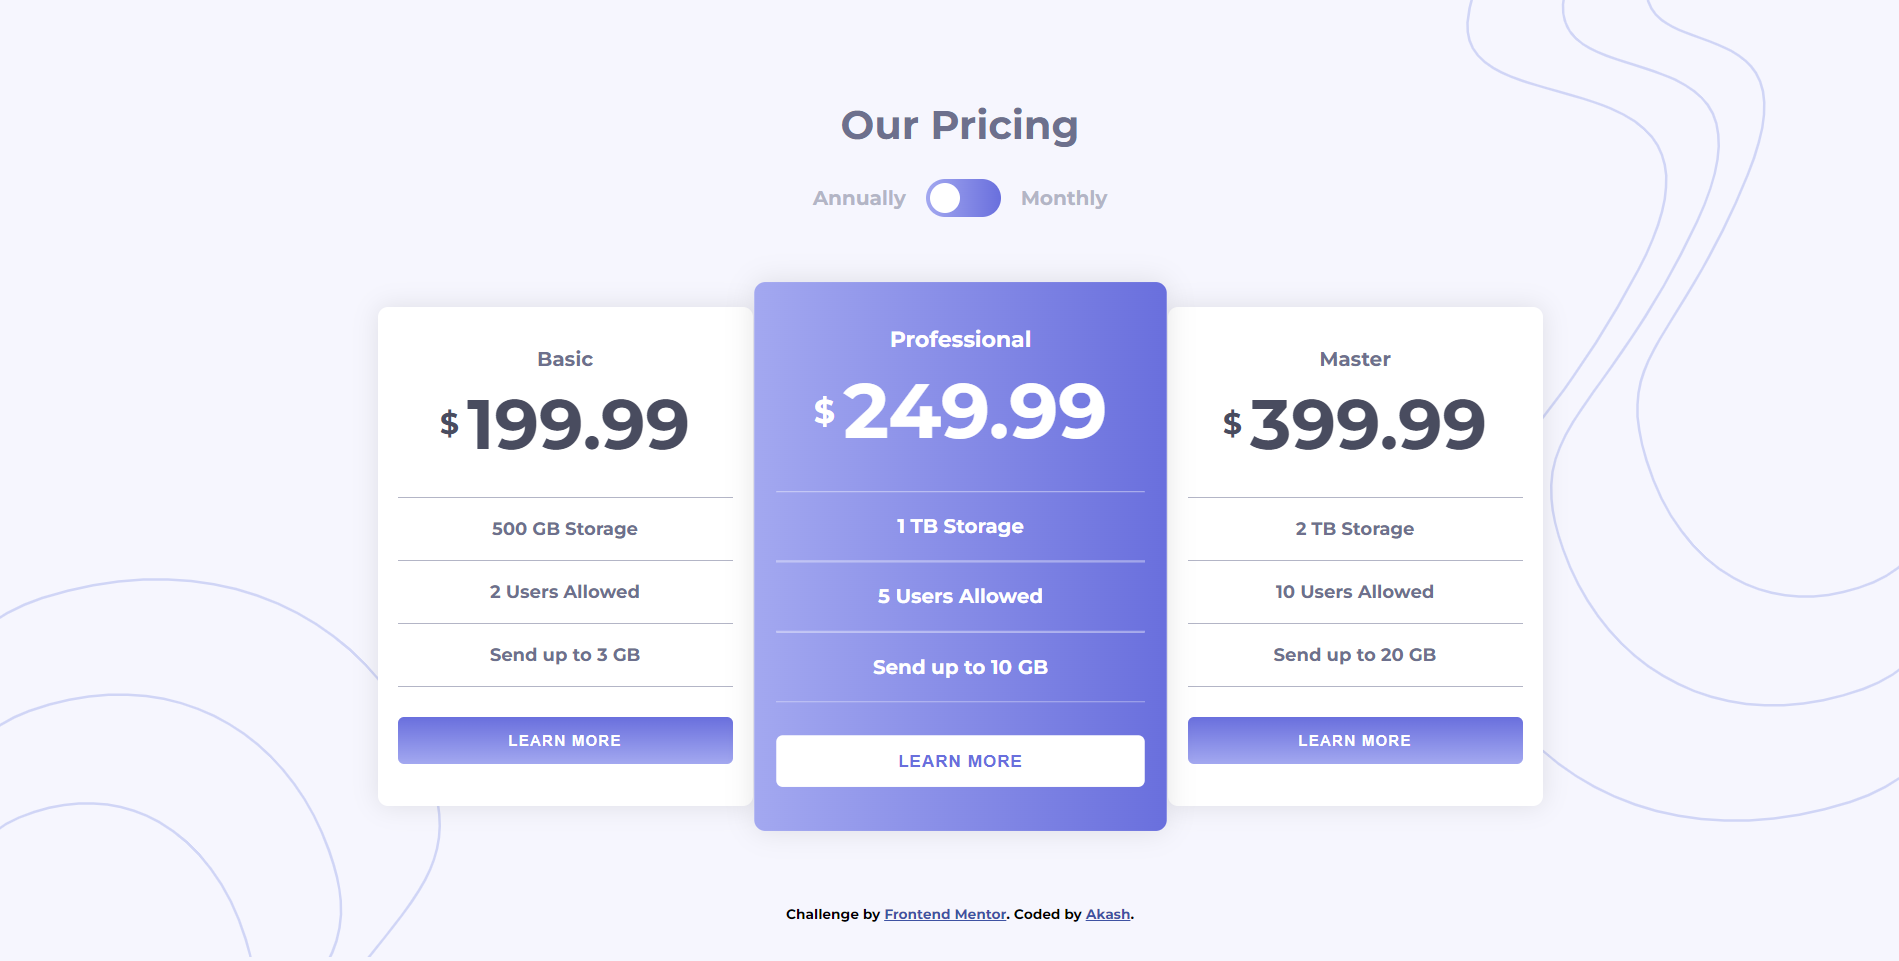 Our Pricing
Annually Monthly
Basic
$199.99
500 GB Storage
2 Users Allowed
Send up to 3 GB
LEARN MORE
Professional
$249.99
1 TB Storage
5 Users Allowed
Send up to 10 GB
LEARN MORE
Master
$399.99
2 TB Storage
10 Users Allowed
Send up to 20 GB
LEARN MORE
Challenge by Frontend Mentor. Coded by Akash.